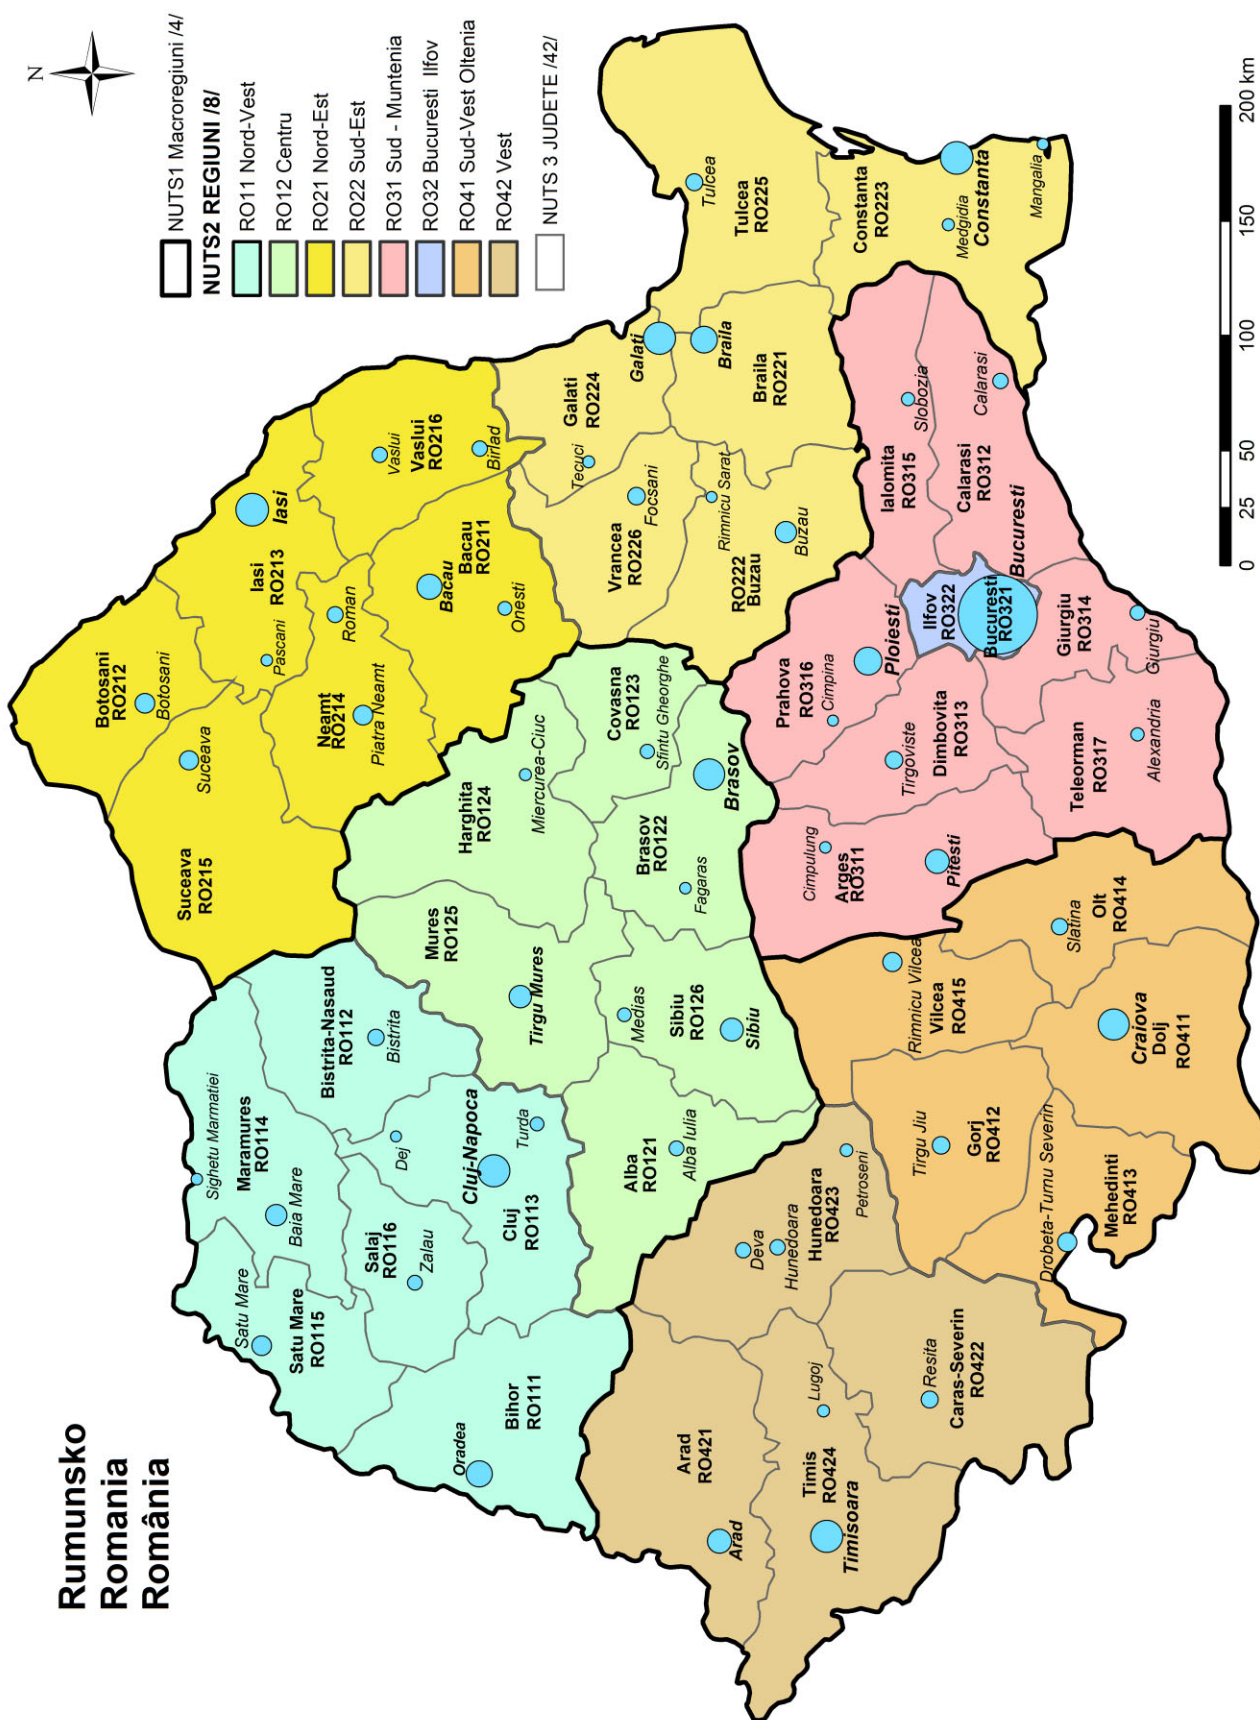 Rumunsko
Romania
România
N
NUTS1 Macroregiuni /4/
NUTS2 REGIUNI /8/
RO11 Nord-Vest
RO12 Centru
RO21 Nord-Est
RO22 Sud-Est
RO31 Sud - Muntenia
RO32 Bucuresti Ilfov
RO41 Sud-Vest Oltenia
RO42 Vest
NUTS 3 JUDETE /42/
Botosani
RO212
Botosani
Suceava
Suceava
RO215
Iasi
Iasi
RO213
Pascani
Roman
Neamt
RO214
Piatra Neamt
Vaslui
Vaslui
RO216
Birlad
Bacau
Bacau
RO211
Onesti
Sighetu Marmatiei
Maramures
RO114
Baia Mare
Satu Mare
Satu Mare
RO115
Bistrita-Nasaud
RO112
Bistrita
Dej
Salaj
RO116
Zalau
Cluj-Napoca
Turda
Cluj
RO113
Oradea
Bihor
RO111
Mures
RO125
Tirgu Mures
Harghita
RO124
Miercurea-Ciuc
Covasna
RO123
Sfintu Gheorghe
Brasov
RO122
Brasov
Fagaras
Medias
Sibiu
RO126
Sibiu
Alba
RO121
Alba Iulia
Galati
RO224
Galati
Tecuci
Vrancea
RO226
Focsani
Rimnicu Sarat
RO222
Buzau
Buzau
Braila
Braila
RO221
Tulcea
Tulcea
RO225
Constanta
RO223
Medgidia
Constanta
Mangalia
Arad
RO421
Arad
Timis
RO424
Timisoara
Lugoj
Deva
Hunedoara
Hunedoara
RO423
Petroseni
Resita
Caras-Severin
RO422
Rimnicu Vilcea
Vilcea
RO415
Tirgu Jiu
Gorj
RO412
Drobeta-Turnu Severin
Mehedinti
RO413
Craiova
Dolj
RO411
Slatina
Olt
RO414
Cimpulung
Arges
RO311
Pitesti
Prahova
RO316
Cimpina
Ploiesti
Tirgoviste
Dimbovita
RO313
Ilfov
RO322
Bucuresti
RO321
Bucuresti
Ialomita
RO315
Slobozia
Calarasi
RO312
Calarasi
Giurgiu
RO314
Giurgiu
Teleorman
RO317
Alexandria
0 25 50 100 150 200 km